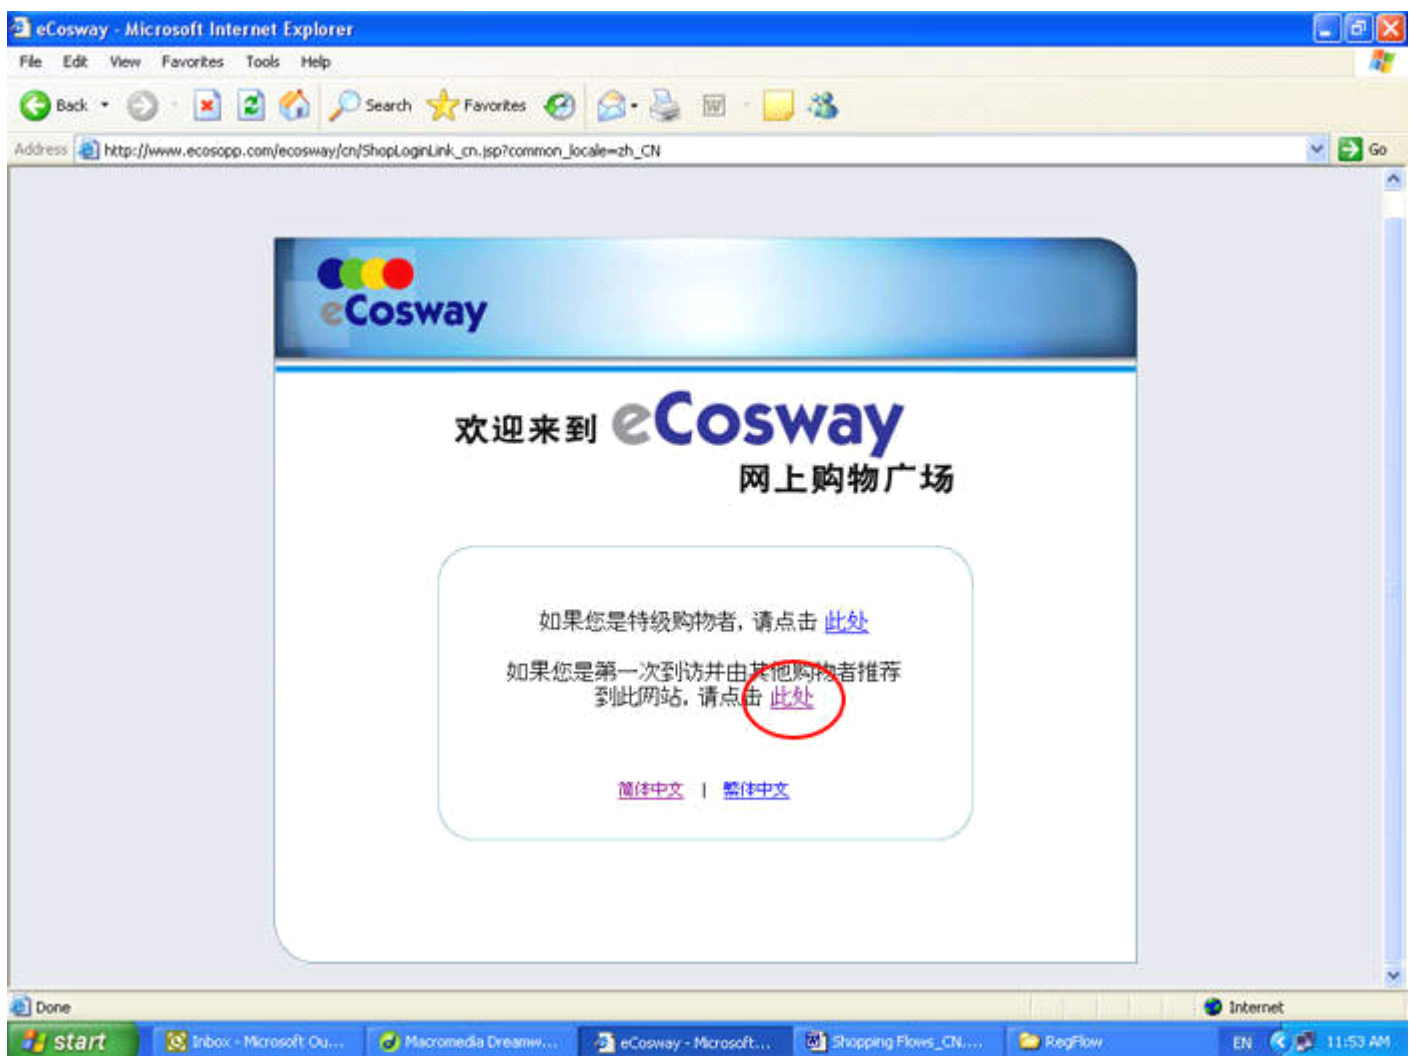 eCosway - Microsoft Internet Explorer
File Edit View Favorites Tools Help
Back Search Favorites
Address http://www.ecosopp.com/ecosway/cn/ShopLoginLink_cn.jsp?common_locale=zh_CN Go
eCosway
欢迎来到 eCosway
网上购物广场
如果您是特级购物者, 请点击 此处
如果您是第一次到访并由其他购物者推荐
到此网站, 请点击 此处
简体中文 | 繁体中文
Done Internet
start Inbox - Microsoft Ou... Macromedia Dreamw... eCosway - Microsoft... Shopping Flows_CN.... RegFlow EN 11:53 AM